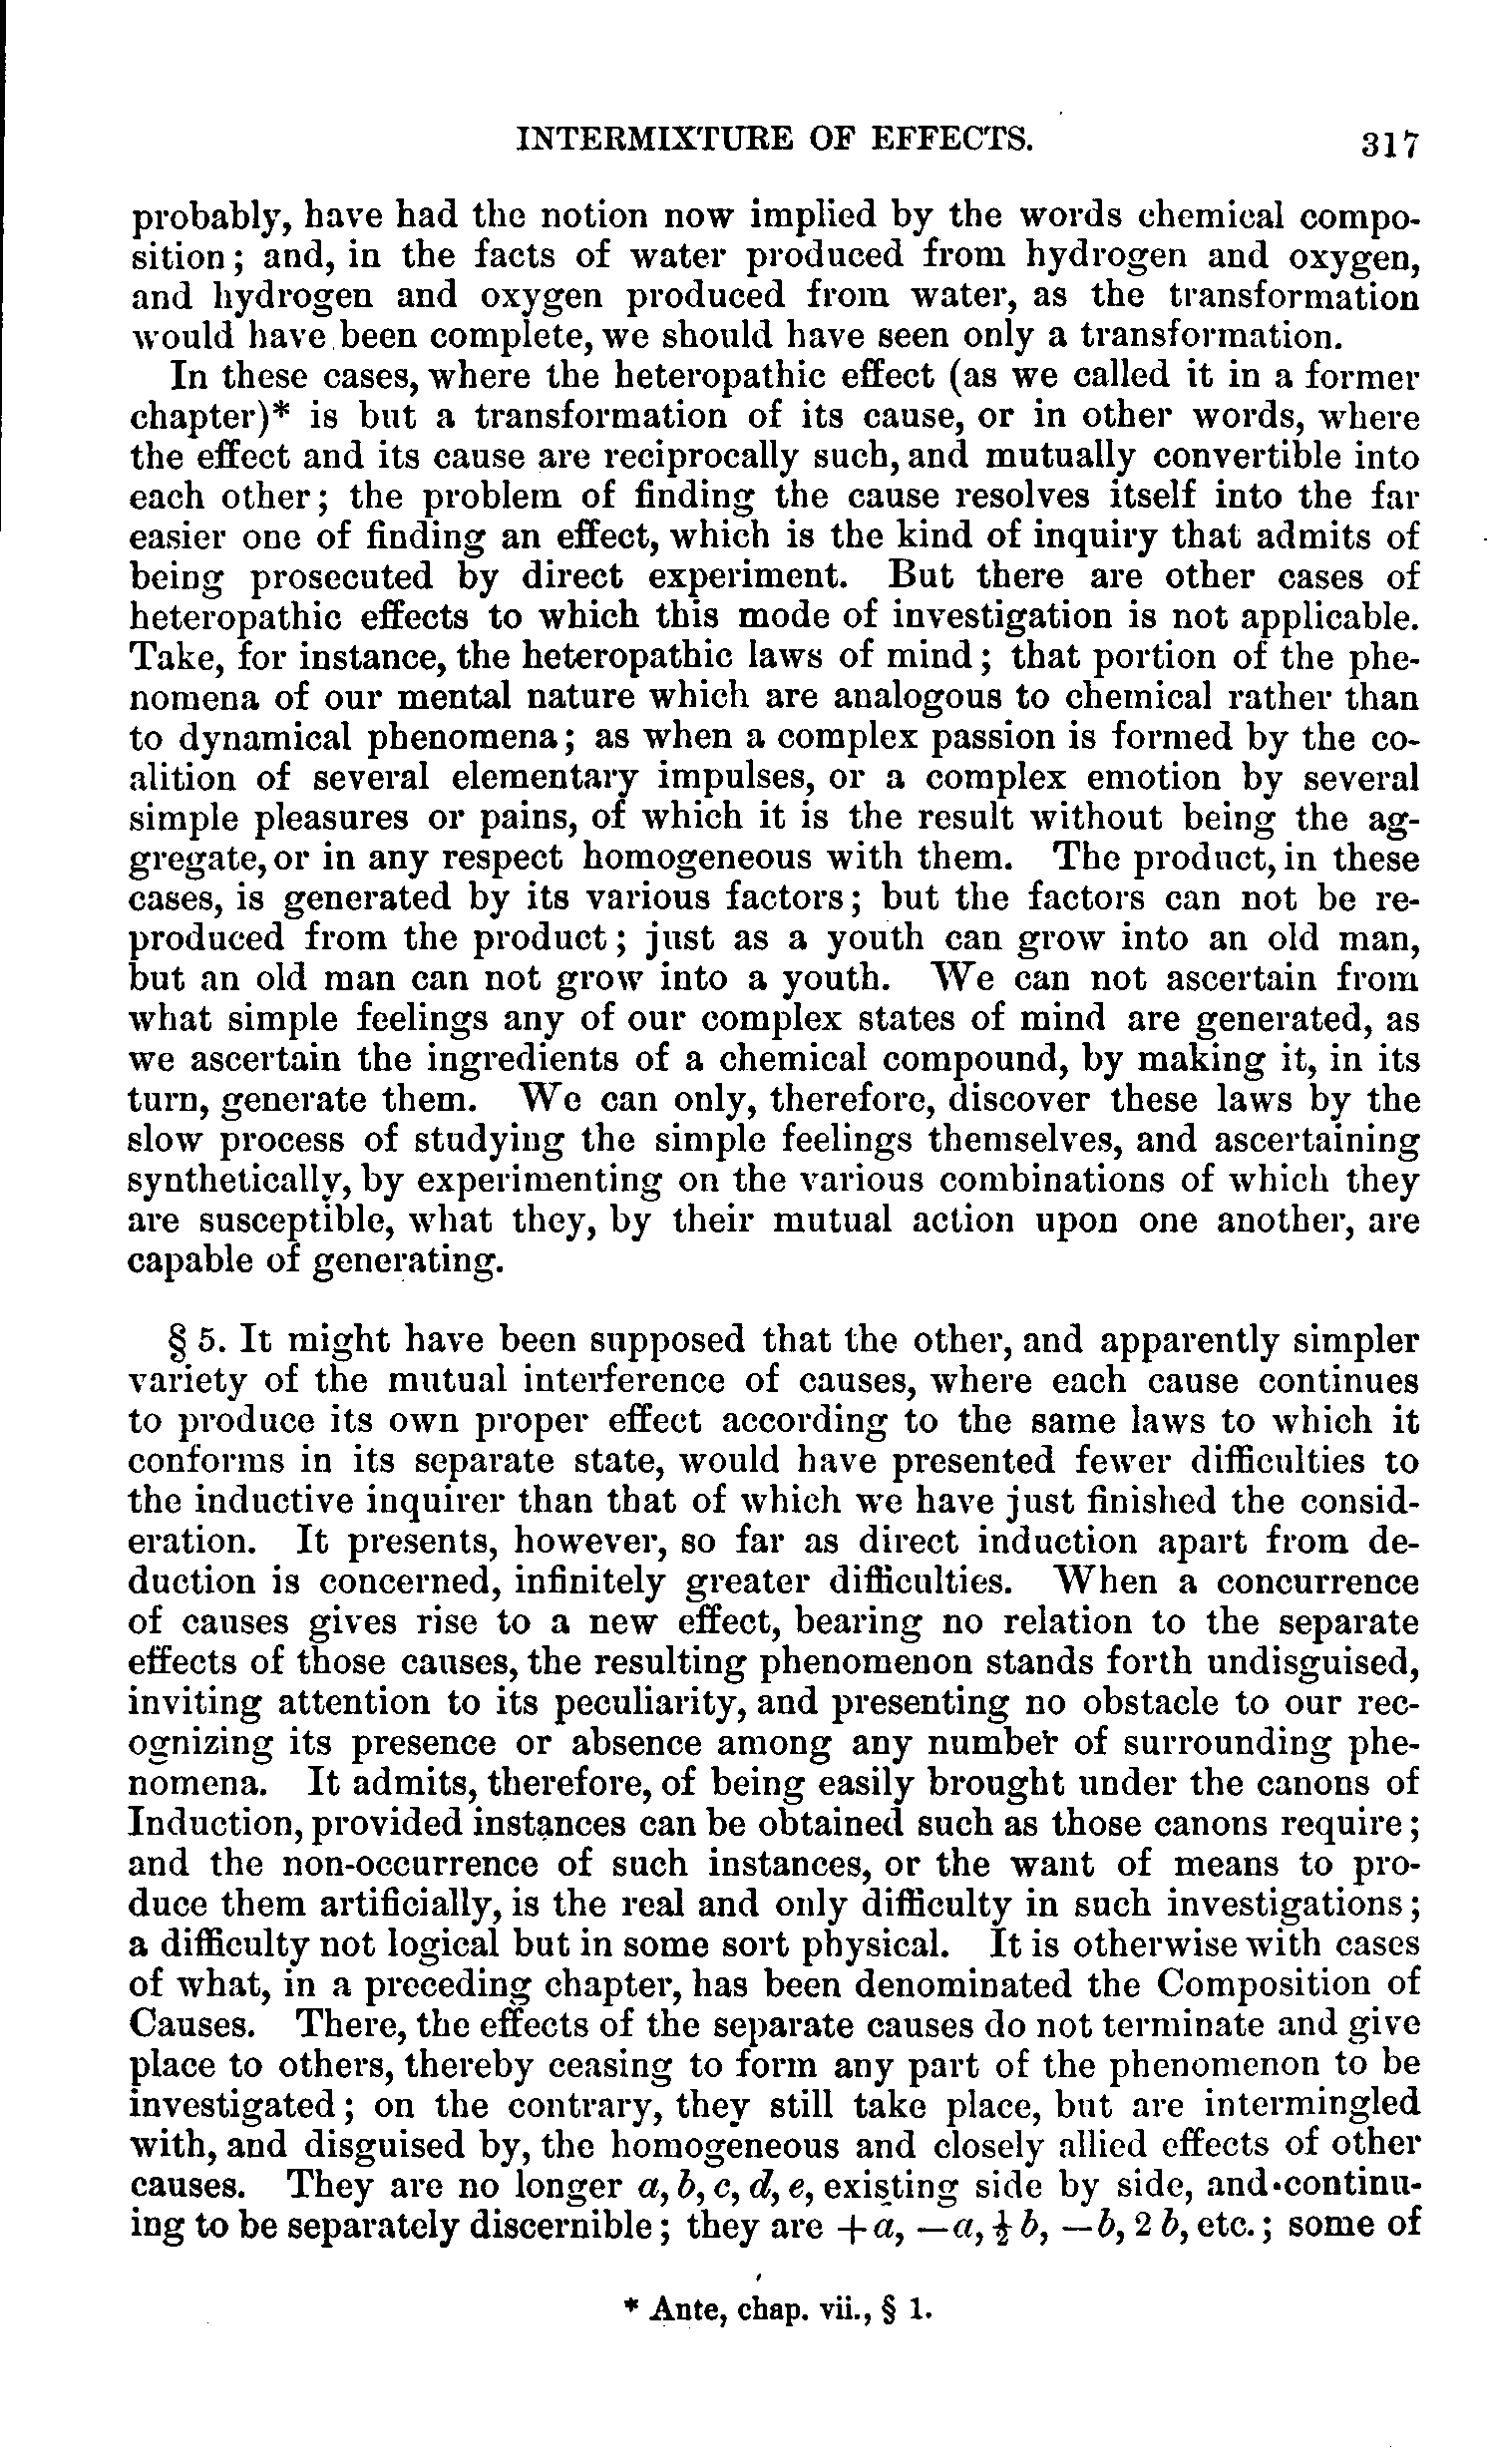 INTERMIXTURE OF EFFECTS. 317
probably, have had the notion now implied by the words chemical compo-
sition; and, in the facts of water produced from hydrogen and oxygen,
and hydrogen and oxygen produced from water, as the transformation
would have been complete, we should have seen only a transformation.
In these cases, where the heteropathic effect (as we called it in a former
chapter)* is but a transformation of its cause, or in other words, where
the effect and its cause are reciprocally such, and mutually convertible into
each other; the problem of finding the cause resolves itself into the far
easier one of finding an effect, which is the kind of inquiry that admits of
being prosecuted by direct experiment. But there are other cases of
heteropathic effects to which this mode of investigation is not applicable.
Take, for instance, the heteropathic laws of mind; that portion of the phe-
nomena of our mental nature which are analogous to chemical rather than
to dynamical phenomena; as when a complex passion is formed by the co-
alition of several elementary impulses, or a complex emotion by several
simple pleasures or pains, of which it is the result without being the ag-
gregate, or in any respect homogeneous with them. The product, in these
cases, is generated by its various factors; but the factors can not be re-
produced from the product; just as a youth can grow into an old man,
but an old man can not grow into a youth. We can not ascertain from
what simple feelings any of our complex states of mind are generated, as
we ascertain the ingredients of a chemical compound, by making it, in its
turn, generate them. We can only, therefore, discover these laws by the
slow process of studying the simple feelings themselves, and ascertaining
synthetically, by experimenting on the various combinations of which they
are susceptible, what they, by their mutual action upon one another, are
capable of generating.
§ 5. It might have been supposed that the other, and apparently simpler
variety of the mutual interference of causes, where each cause continues
to produce its own proper effect according to the same laws to which it
conforms in its separate state, would have presented fewer difficulties to
the inductive inquirer than that of which we have just finished the consid-
eration. It presents, however, so far as direct induction apart from de-
duction is concerned, infinitely greater difficulties. When a concurrence
of causes gives rise to a new effect, bearing no relation to the separate
effects of those causes, the resulting phenomenon stands forth undisguised,
inviting attention to its peculiarity, and presenting no obstacle to our rec-
ognizing its presence or absence among any number of surrounding phe-
nomena. It admits, therefore, of being easily brought under the canons of
Induction, provided instances can be obtained such as those canons require;
and the non-occurrence of such instances, or the want of means to pro-
duce them artificially, is the real and only difficulty in such investigations;
a difficulty not logical but in some sort physical. It is otherwise with cases
of what, in a preceding chapter, has been denominated the Composition of
Causes. There, the effects of the separate causes do not terminate and give
place to others, thereby ceasing to form any part of the phenomenon to be
investigated; on the contrary, they still take place, but are intermingled
with, and disguised by, the homogeneous and closely allied effects of other
causes. They are no longer a, b, c, d, e, existing side by side, and continu-
ing to be separately discernible; they are +a, —a, ½ b, —b, 2 b, etc.; some of
* Ante, chap. vii., § 1.